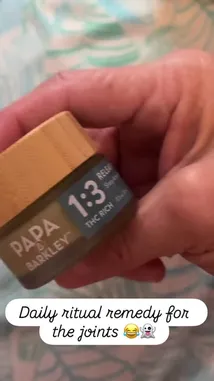 PAPA
&
BARKLEY
1:3
THC RICH
Daily ritual remedy for
the joints 😂👻